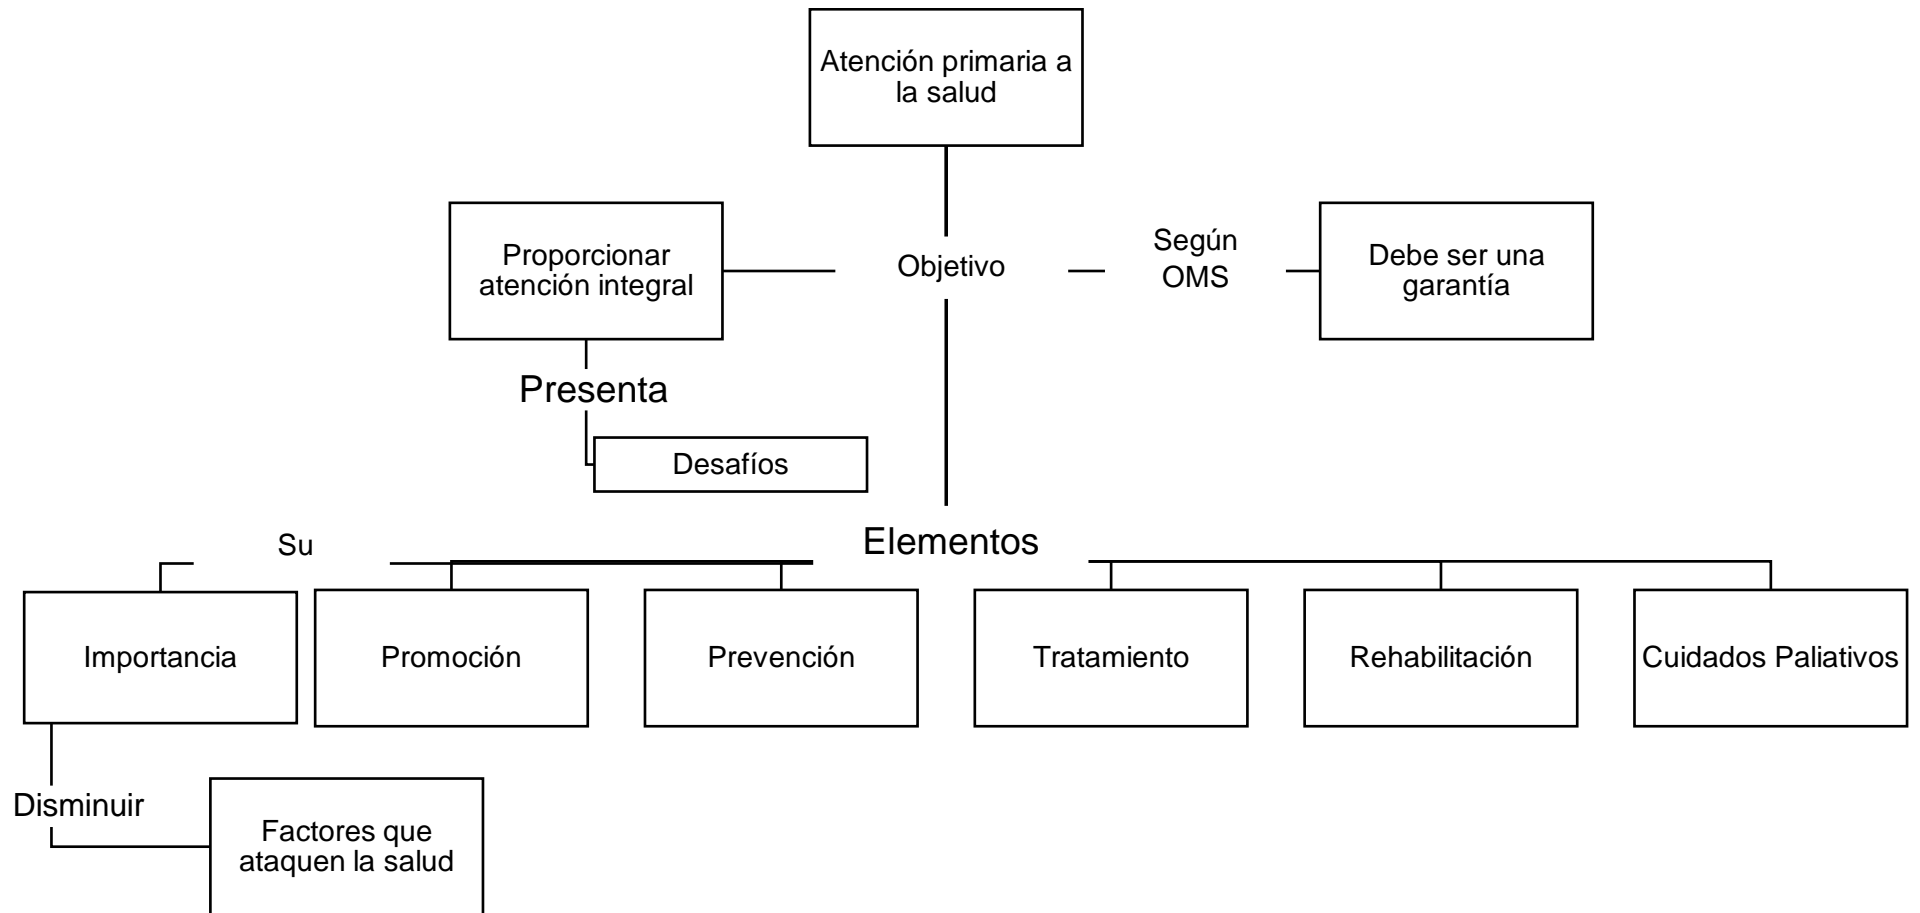 Atención primaria a
la salud
Proporcionar
atención integral
Objetivo
Según
OMS
Debe ser una
garantía
Presenta
Desafíos
Su
Elementos
Importancia
Promoción
Prevención
Tratamiento
Rehabilitación
Cuidados Paliativos
Disminuir
Factores que
ataquen la salud